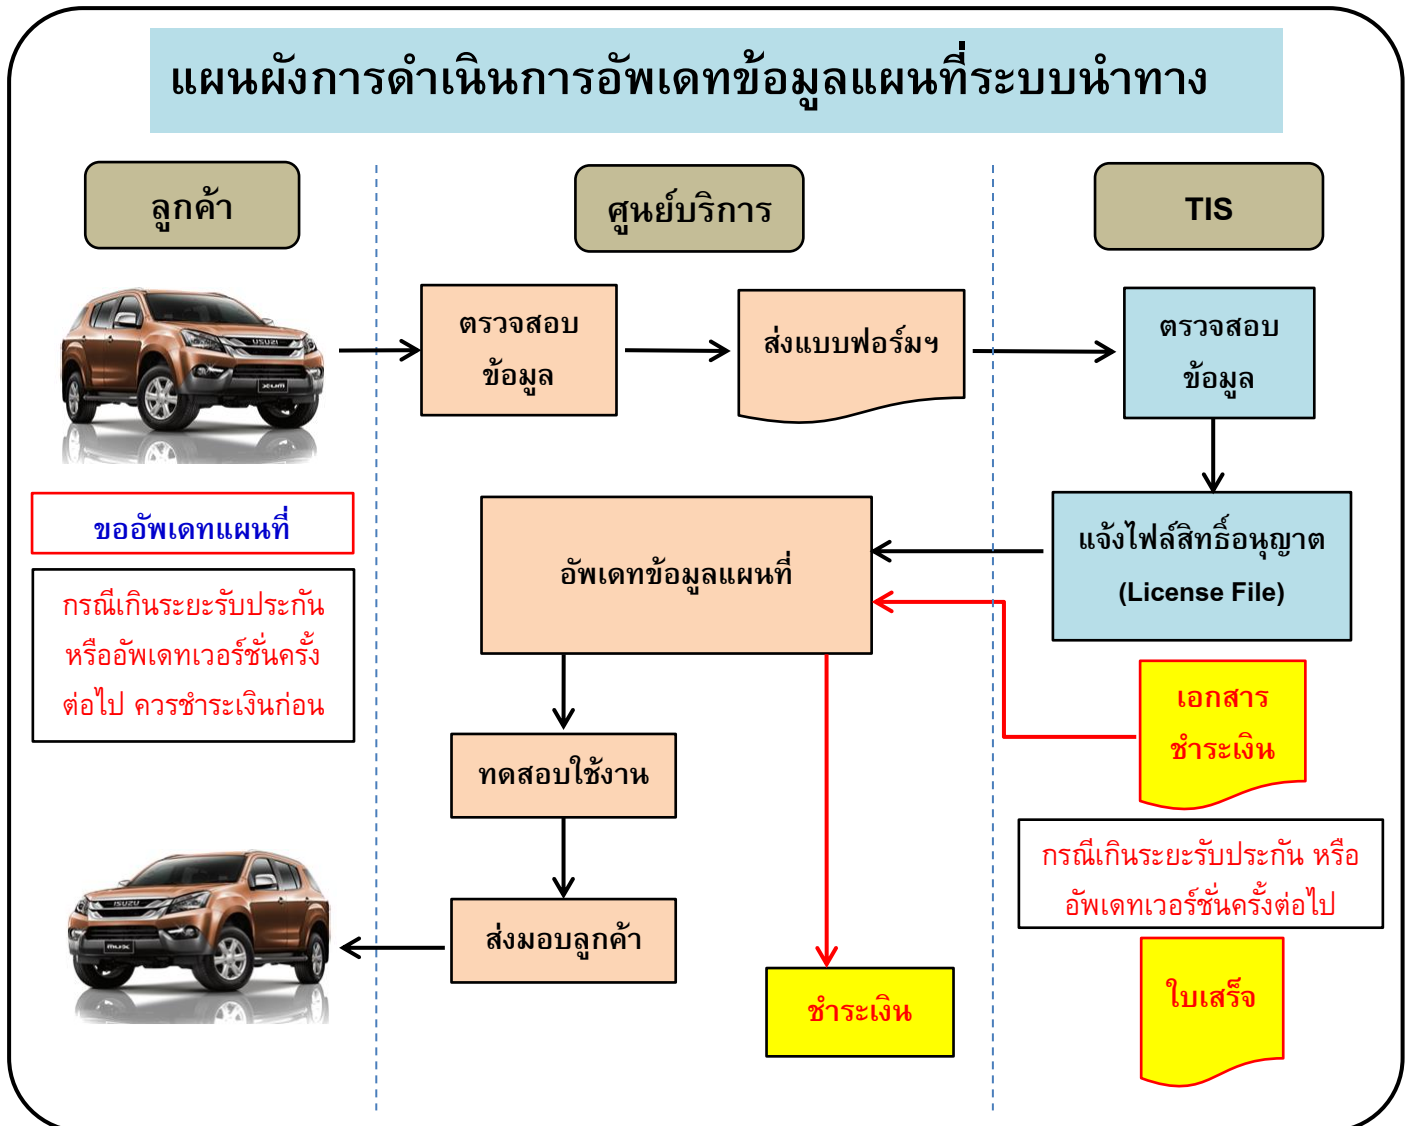 แผนผังการดำเนินการอัพเดทข้อมูลแผนที่ระบบนำทาง
ลูกค้า
ศูนย์บริการ
TIS
ตรวจสอบ
ข้อมูล
ส่งแบบฟอร์มฯ
ตรวจสอบ
ข้อมูล
ขออัพเดทแผนที่
กรณีเกินระยะรับประกัน
หรืออัพเดทเวอร์ชั่นครั้ง
ต่อไป ควรชำระเงินก่อน
อัพเดทข้อมูลแผนที่
แจ้งไฟล์สิทธิ์อนุญาต
(License File)
เอกสาร
ชำระเงิน
ทดสอบใช้งาน
กรณีเกินระยะรับประกัน หรือ
อัพเดทเวอร์ชั่นครั้งต่อไป
ISUZU
ส่งมอบลูกค้า
ชำระเงิน
ใบเสร็จ